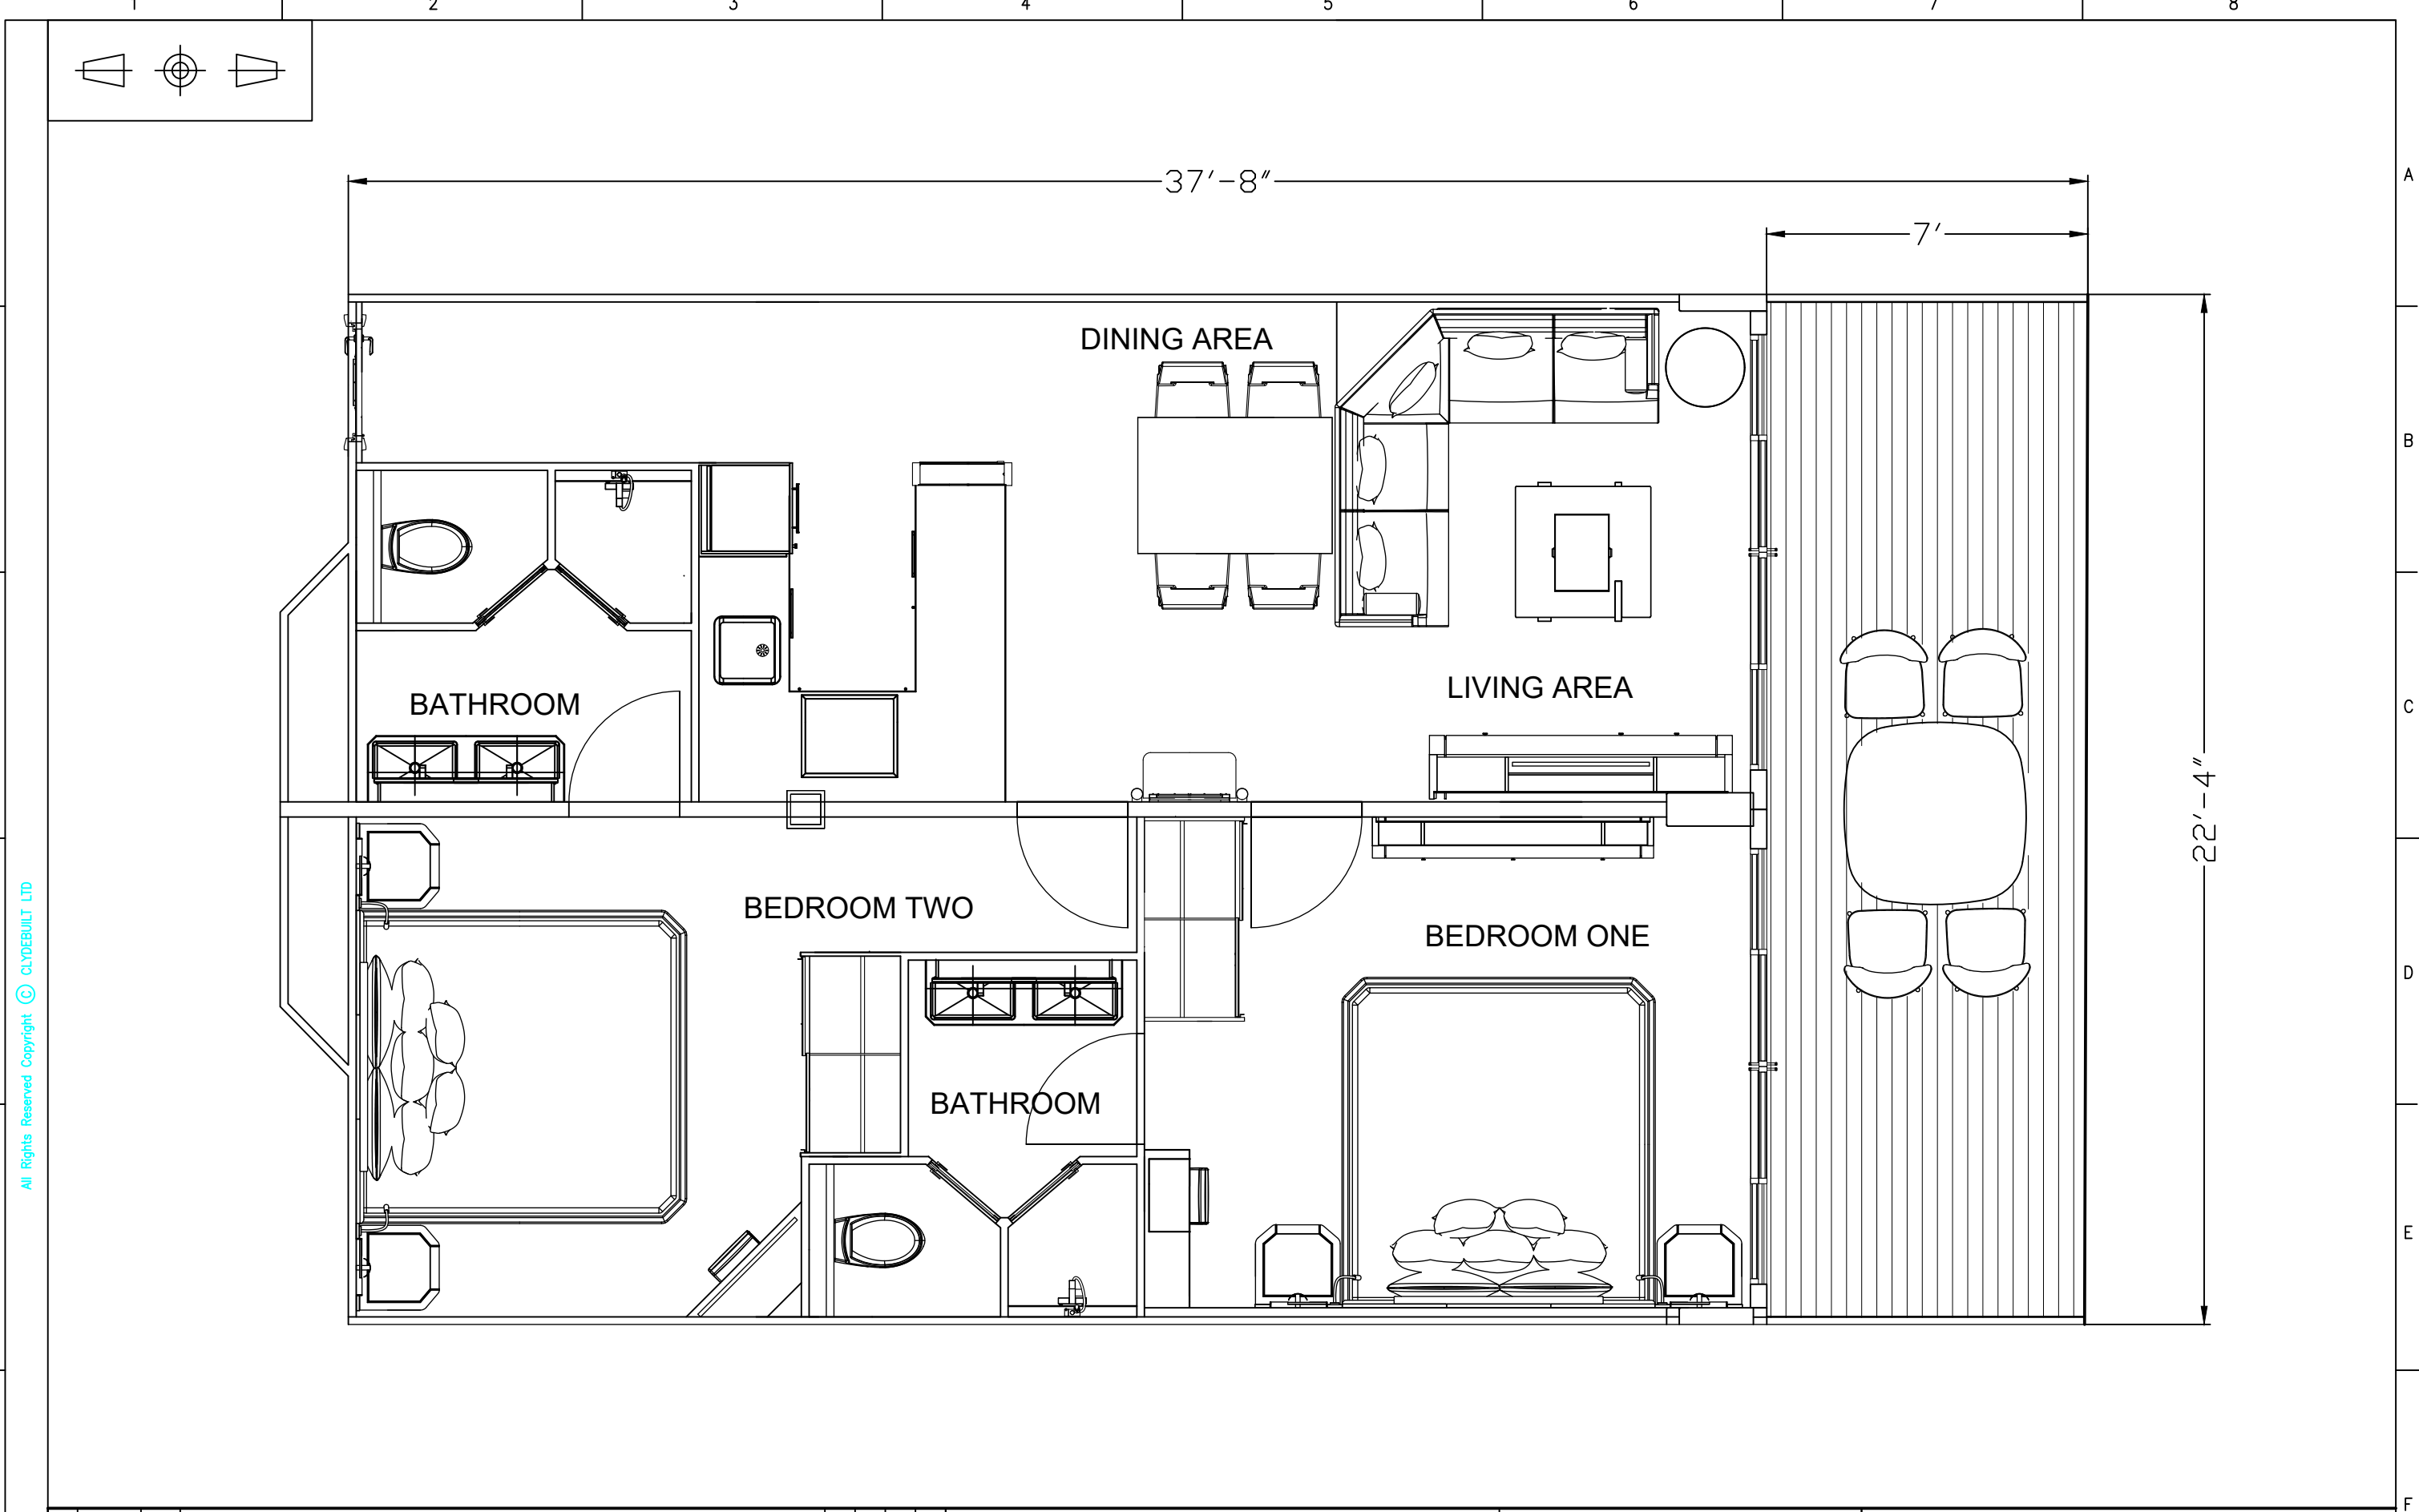 1 2 3 4 5 6 7 8
A
37'-8"
7'
DINING AREA
B
LIVING AREA
BATHROOM
C
22'-4"
BEDROOM TWO
BEDROOM ONE
D
BATHROOM
E
F
All Rights Reserved Copyright © CLYDEBUILT LTD